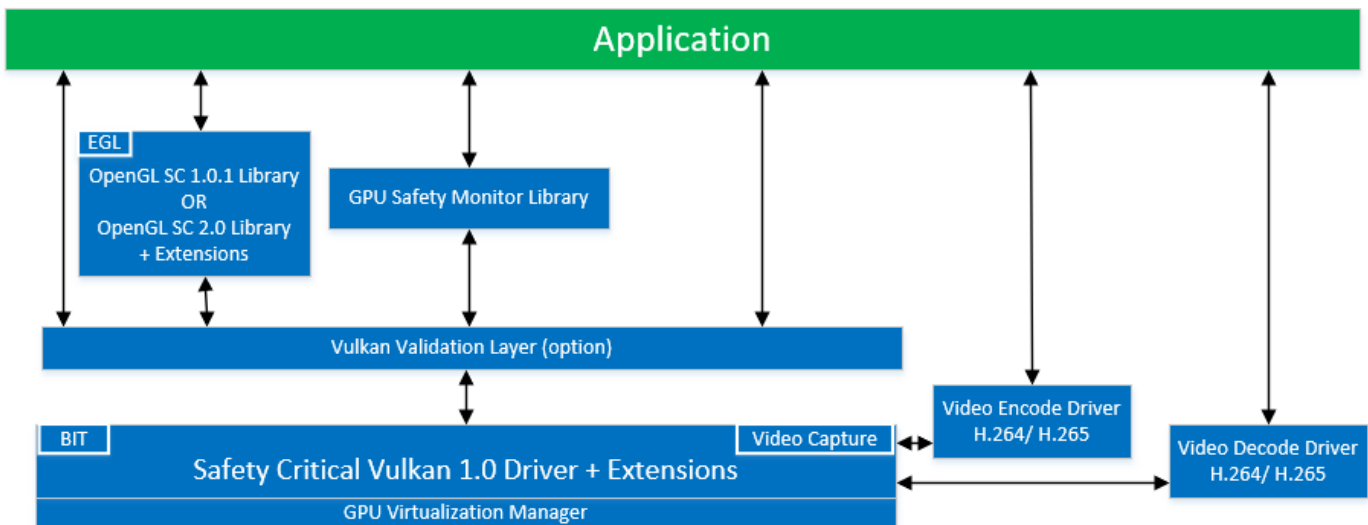 Application
EGL
OpenGL SC 1.0.1 Library
OR
OpenGL SC 2.0 Library
+ Extensions
GPU Safety Monitor Library
Vulkan Validation Layer (option)
Video Encode Driver
H.264/ H.265
BIT
Video Capture
Safety Critical Vulkan 1.0 Driver + Extensions
Video Decode Driver
H.264/ H.265
GPU Virtualization Manager